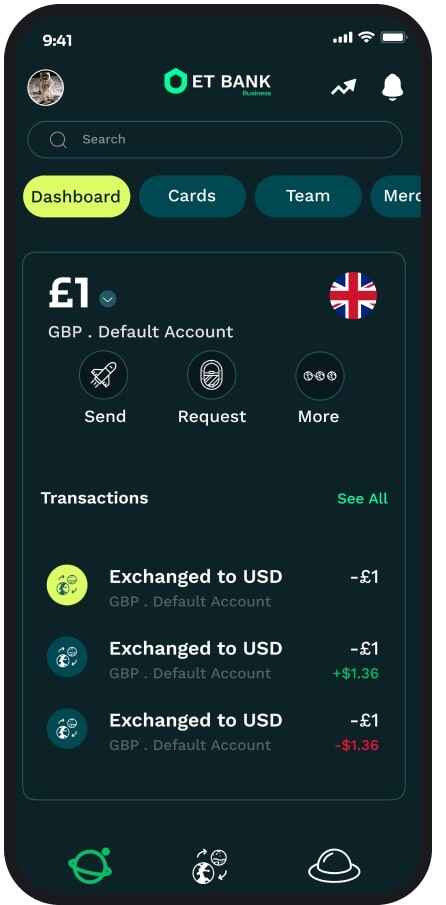 9:41
ET BANK
Business
Search
Dashboard Cards Team Merc
£1
GBP . Default Account
Send Request More
Transactions See All
Exchanged to USD -£1
GBP . Default Account
Exchanged to USD -£1
GBP . Default Account +$1.36
Exchanged to USD -£1
GBP . Default Account -$1.36